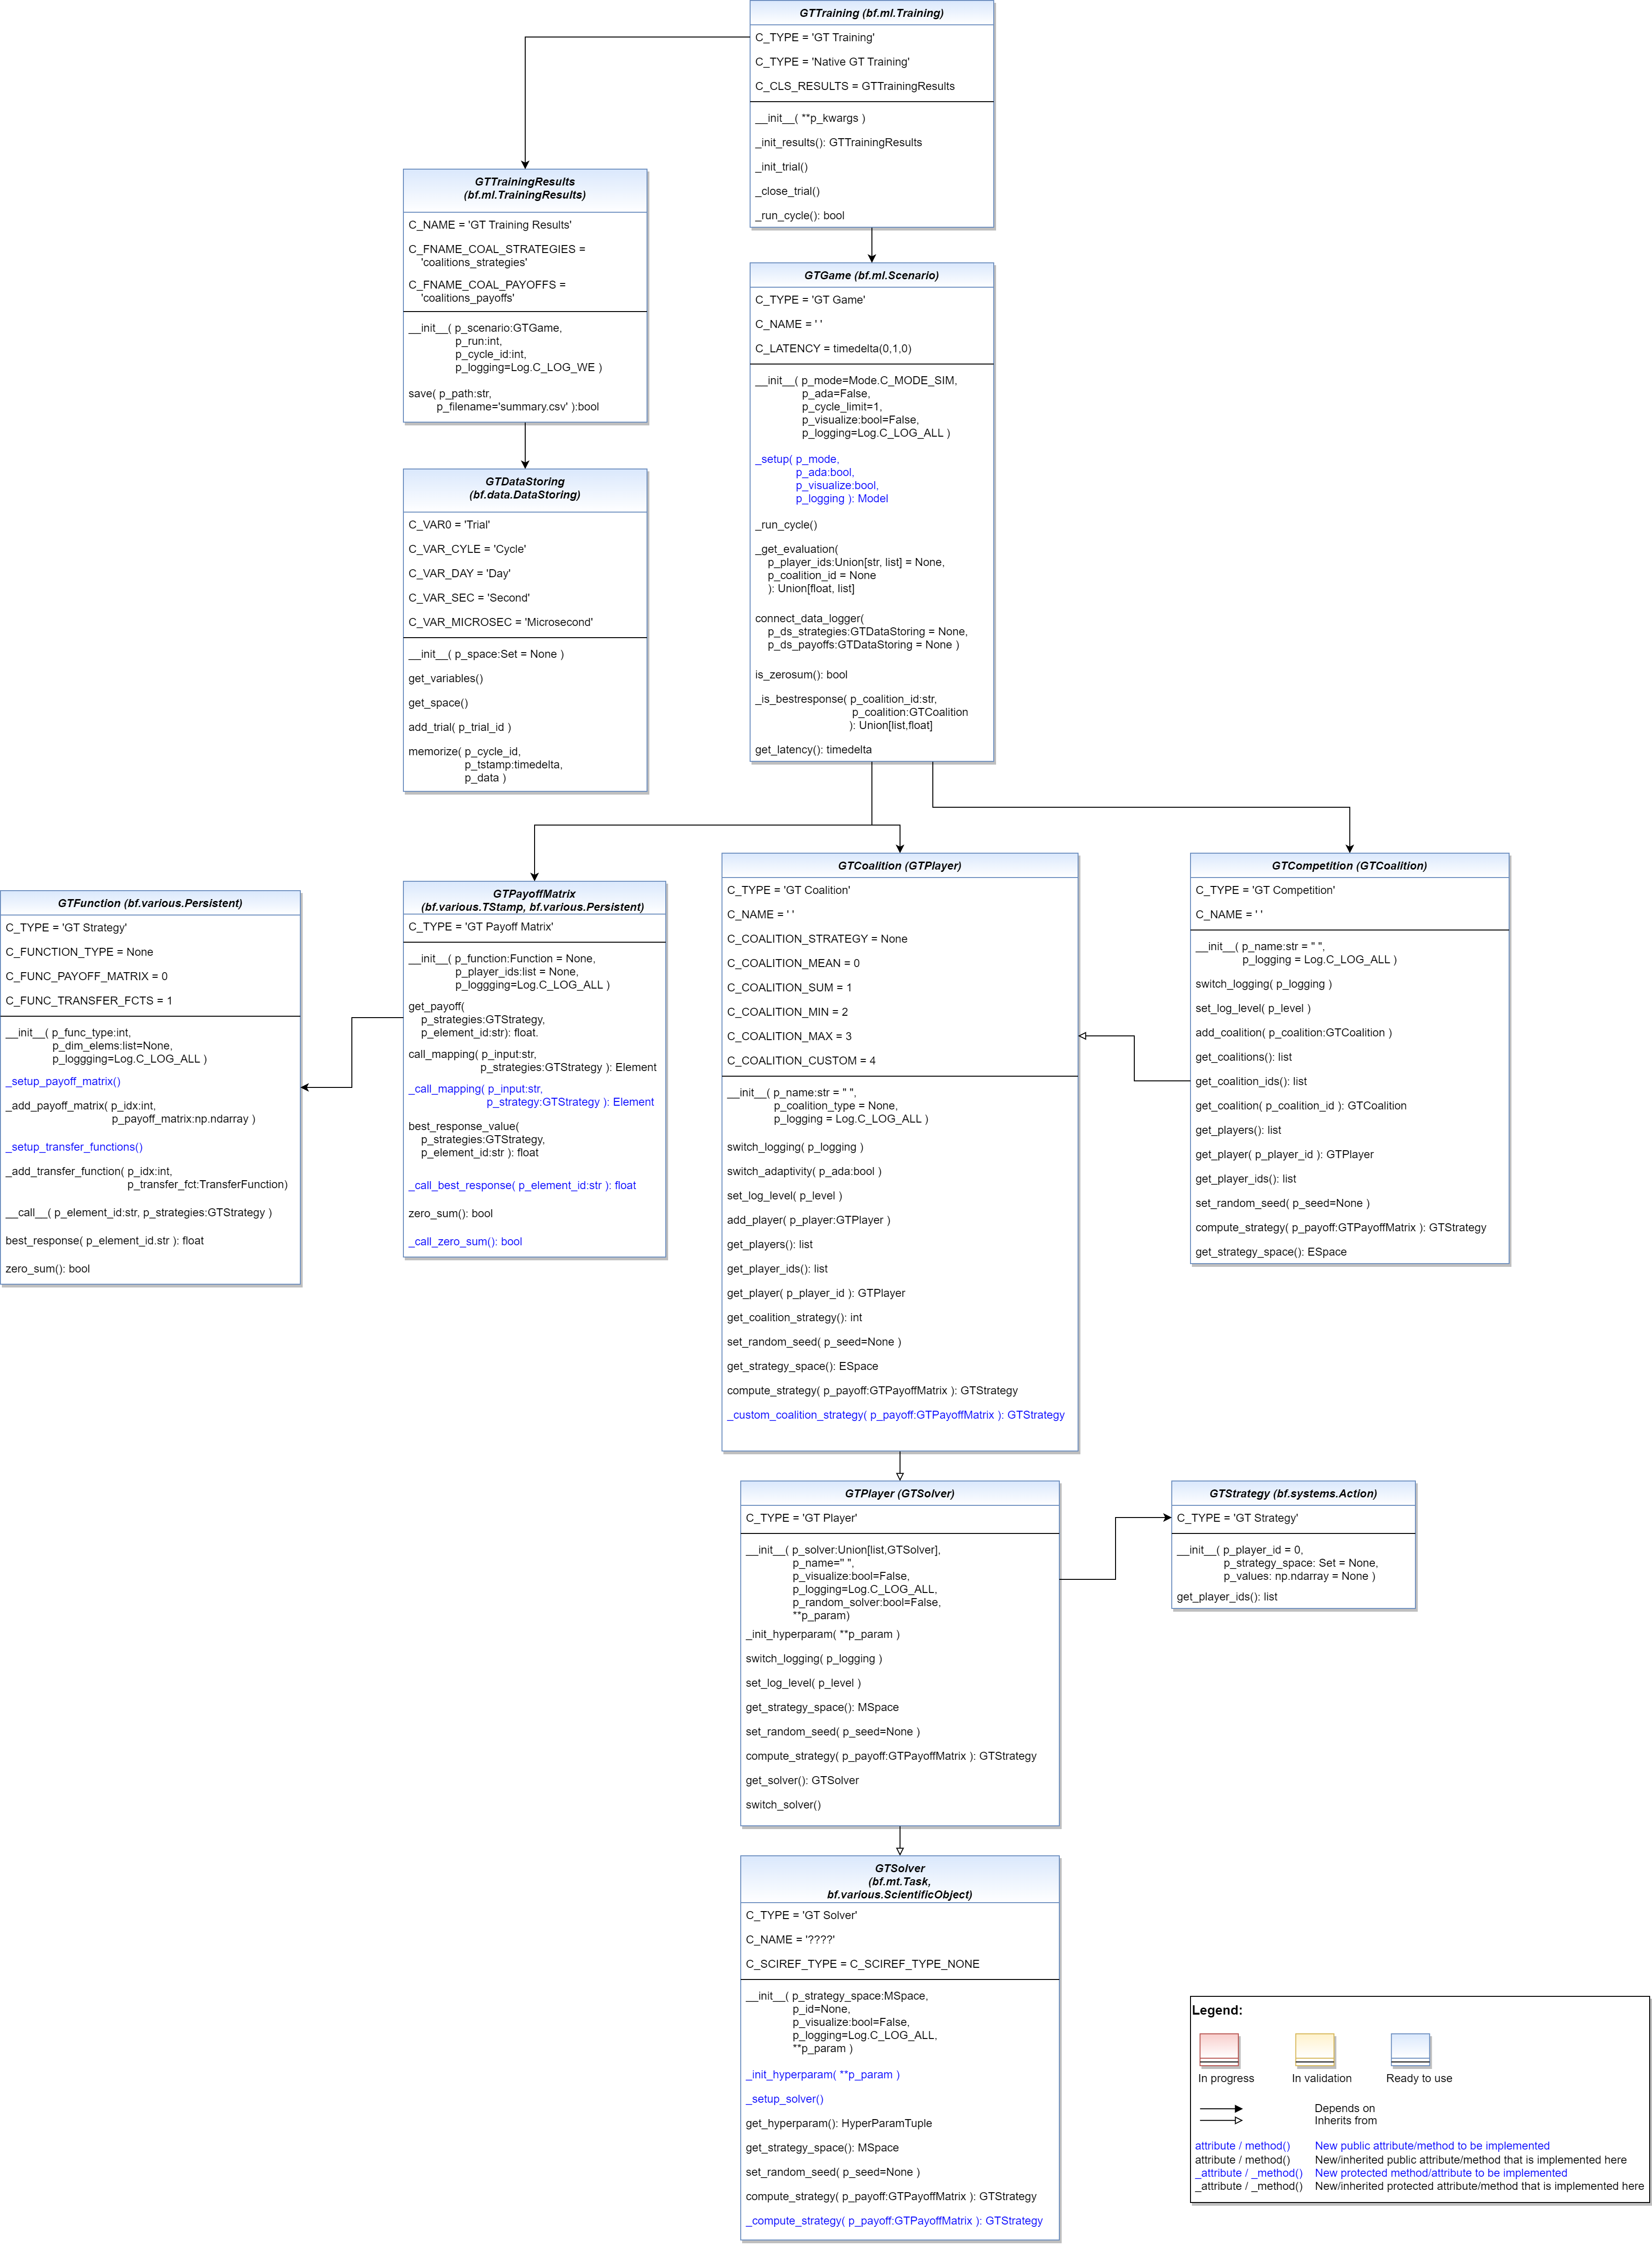 GTTraining (bf.ml.Training)
C_TYPE = 'GT Training'
C_TYPE = 'Native GT Training'
C_CLS_RESULTS = GTTrainingResults
__init__( **p_kwargs )
_init_results(): GTTrainingResults
_init_trial()
_close_trial()
_run_cycle(): bool
GTTrainingResults
(bf.ml.TrainingResults)
C_NAME = 'GT Training Results'
C_FNAME_COAL_STRATEGIES =
'coalitions_strategies'
C_FNAME_COAL_PAYOFFS =
'coalitions_payoffs'
__init__( p_scenario:GTGame,
p_run:int,
p_cycle_id:int,
p_logging=Log.C_LOG_WE )
save( p_path:str,
p_filename='summary.csv' ):bool
GTGame (bf.ml.Scenario)
C_TYPE = 'GT Game'
C_NAME = ' '
C_LATENCY = timedelta(0,1,0)
__init__( p_mode=Mode.C_MODE_SIM,
p_ada=False,
p_cycle_limit=1,
p_visualize:bool=False,
p_logging=Log.C_LOG_ALL )
_setup( p_mode,
p_ada:bool,
p_visualize:bool,
p_logging ): Model
_run_cycle()
_get_evaluation(
p_player_ids:Union[str, list] = None,
p_coalition_id = None
): Union[float, list]
connect_data_logger(
p_ds_strategies:GTDataStoring = None,
p_ds_payoffs:GTDataStoring = None )
is_zerosum(): bool
_is_bestresponse( p_coalition_id:str,
p_coalition:GTCoalition
): Union[list,float]
get_latency(): timedelta
GTDataStoring
(bf.data.DataStoring)
C_VAR0 = 'Trial'
C_VAR_CYLE = 'Cycle'
C_VAR_DAY = 'Day'
C_VAR_SEC = 'Second'
C_VAR_MICROSEC = 'Microsecond'
__init__( p_space:Set = None )
get_variables()
get_space()
add_trial( p_trial_id )
memorize( p_cycle_id,
p_tstamp:timedelta,
p_data )
GTFunction (bf.various.Persistent)
C_TYPE = 'GT Strategy'
C_FUNCTION_TYPE = None
C_FUNC_PAYOFF_MATRIX = 0
C_FUNC_TRANSFER_FCTS = 1
__init__( p_func_type:int,
p_dim_elems:list=None,
p_loggging=Log.C_LOG_ALL )
_setup_payoff_matrix()
_add_payoff_matrix( p_idx:int,
p_payoff_matrix:np.ndarray )
_setup_transfer_functions()
_add_transfer_function( p_idx:int,
p_transfer_fct:TransferFunction)
__call__( p_element_id:str, p_strategies:GTStrategy )
best_response( p_element_id.str ): float
zero_sum(): bool
GTPayoffMatrix
(bf.various.TStamp, bf.various.Persistent)
C_TYPE = 'GT Payoff Matrix'
__init__( p_function:Function = None,
p_player_ids:list = None,
p_loggging=Log.C_LOG_ALL )
get_payoff(
p_strategies:GTStrategy,
p_element_id:str): float.
call_mapping( p_input:str,
p_strategies:GTStrategy ): Element
_call_mapping( p_input:str,
p_strategy:GTStrategy ): Element
best_response_value(
p_strategies:GTStrategy,
p_element_id:str ): float
_call_best_response( p_element_id:str ): float
zero_sum(): bool
_call_zero_sum(): bool
GTCoalition (GTPlayer)
C_TYPE = 'GT Coalition'
C_NAME = ' '
C_COALITION_STRATEGY = None
C_COALITION_MEAN = 0
C_COALITION_SUM = 1
C_COALITION_MIN = 2
C_COALITION_MAX = 3
C_COALITION_CUSTOM = 4
__init__( p_name:str = " ",
p_coalition_type = None,
p_logging = Log.C_LOG_ALL )
switch_logging( p_logging )
switch_adaptivity( p_ada:bool )
set_log_level( p_level )
add_player( p_player:GTPlayer )
get_players(): list
get_player_ids(): list
get_player( p_player_id ): GTPlayer
get_coalition_strategy(): int
set_random_seed( p_seed=None )
get_strategy_space(): ESpace
compute_strategy( p_payoff:GTPayoffMatrix ): GTStrategy
_custom_coalition_strategy( p_payoff:GTPayoffMatrix ): GTStrategy
GTCompetition (GTCoalition)
C_TYPE = 'GT Competition'
C_NAME = ' '
__init__( p_name:str = " ",
p_logging = Log.C_LOG_ALL )
switch_logging( p_logging )
set_log_level( p_level )
add_coalition( p_coalition:GTCoalition )
get_coalitions(): list
get_coalition_ids(): list
get_coalition( p_coalition_id ): GTCoalition
get_players(): list
get_player( p_player_id ): GTPlayer
get_player_ids(): list
set_random_seed( p_seed=None )
compute_strategy( p_payoff:GTPayoffMatrix ): GTStrategy
get_strategy_space(): ESpace
GTPlayer (GTSolver)
C_TYPE = 'GT Player'
__init__( p_solver:Union[list,GTSolver],
p_name=" ",
p_visualize:bool=False,
p_logging=Log.C_LOG_ALL,
p_random_solver:bool=False,
**p_param)
_init_hyperparam( **p_param )
switch_logging( p_logging )
set_log_level( p_level )
get_strategy_space(): MSpace
set_random_seed( p_seed=None )
compute_strategy( p_payoff:GTPayoffMatrix ): GTStrategy
get_solver(): GTSolver
switch_solver()
GTStrategy (bf.systems.Action)
C_TYPE = 'GT Strategy'
__init__( p_player_id = 0,
p_strategy_space: Set = None,
p_values: np.ndarray = None )
get_player_ids(): list
GTSolver
(bf.mt.Task,
bf.various.ScientificObject)
C_TYPE = 'GT Solver'
C_NAME = '????'
C_SCIREF_TYPE = C_SCIREF_TYPE_NONE
__init__( p_strategy_space:MSpace,
p_id=None,
p_visualize:bool=False,
p_logging=Log.C_LOG_ALL,
**p_param )
_init_hyperparam( **p_param )
_setup_solver()
get_hyperparam(): HyperParamTuple
get_strategy_space(): MSpace
set_random_seed( p_seed=None )
compute_strategy( p_payoff:GTPayoffMatrix ): GTStrategy
_compute_strategy( p_payoff:GTPayoffMatrix ): GTStrategy
Legend:
In progress In validation Ready to use
Depends on
Inherits from
attribute / method() New public attribute/method to be implemented
attribute / method() New/inherited public attribute/method that is implemented here
_attribute / _method() New protected method/attribute to be implemented
_attribute / _method() New/inherited protected attribute/method that is implemented here